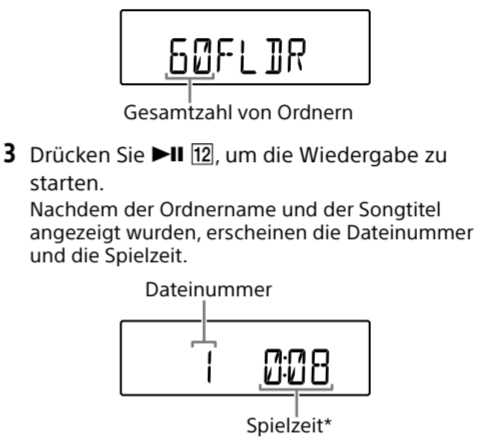 60FLDR
Gesamtzahl von Ordnern
3 Drücken Sie ►II 12, um die Wiedergabe zu
starten.
Nachdem der Ordnername und der Songtitel
angezeigt wurden, erscheinen die Dateinummer
und die Spielzeit.
Dateinummer
1 0:08
Spielzeit*